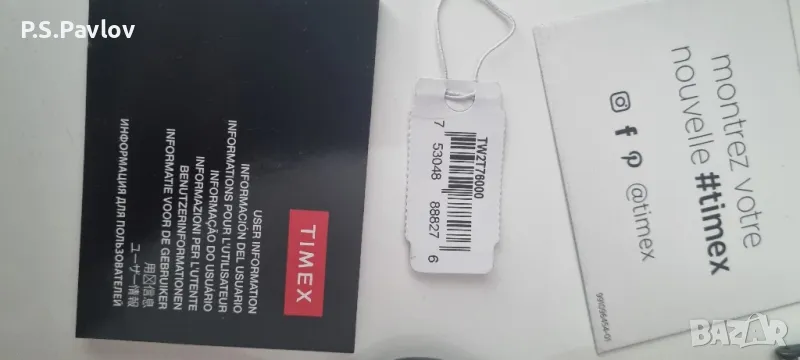 P.S.Pavlov
TIMEX
USER INFORMATION
INFORMACIÓN DEL USUARIO
INFORMATIONS POUR L'UTILISATEUR
INFORMAÇÃO DO USUÁRIO
INFORMAZIONI PER L'UTENTE
BENUTZERINFORMATIONEN
INFORMATIE VOOR DE GEBRUIKER
用户信息
ユーザー情報
ИНФОРМАЦИЯ ДЛЯ ПОЛЬЗОВАТЕЛЕЙ
TW2T76000
7 53048 88827 6
montrez votre
nouvelle #timex
@timex
bazar